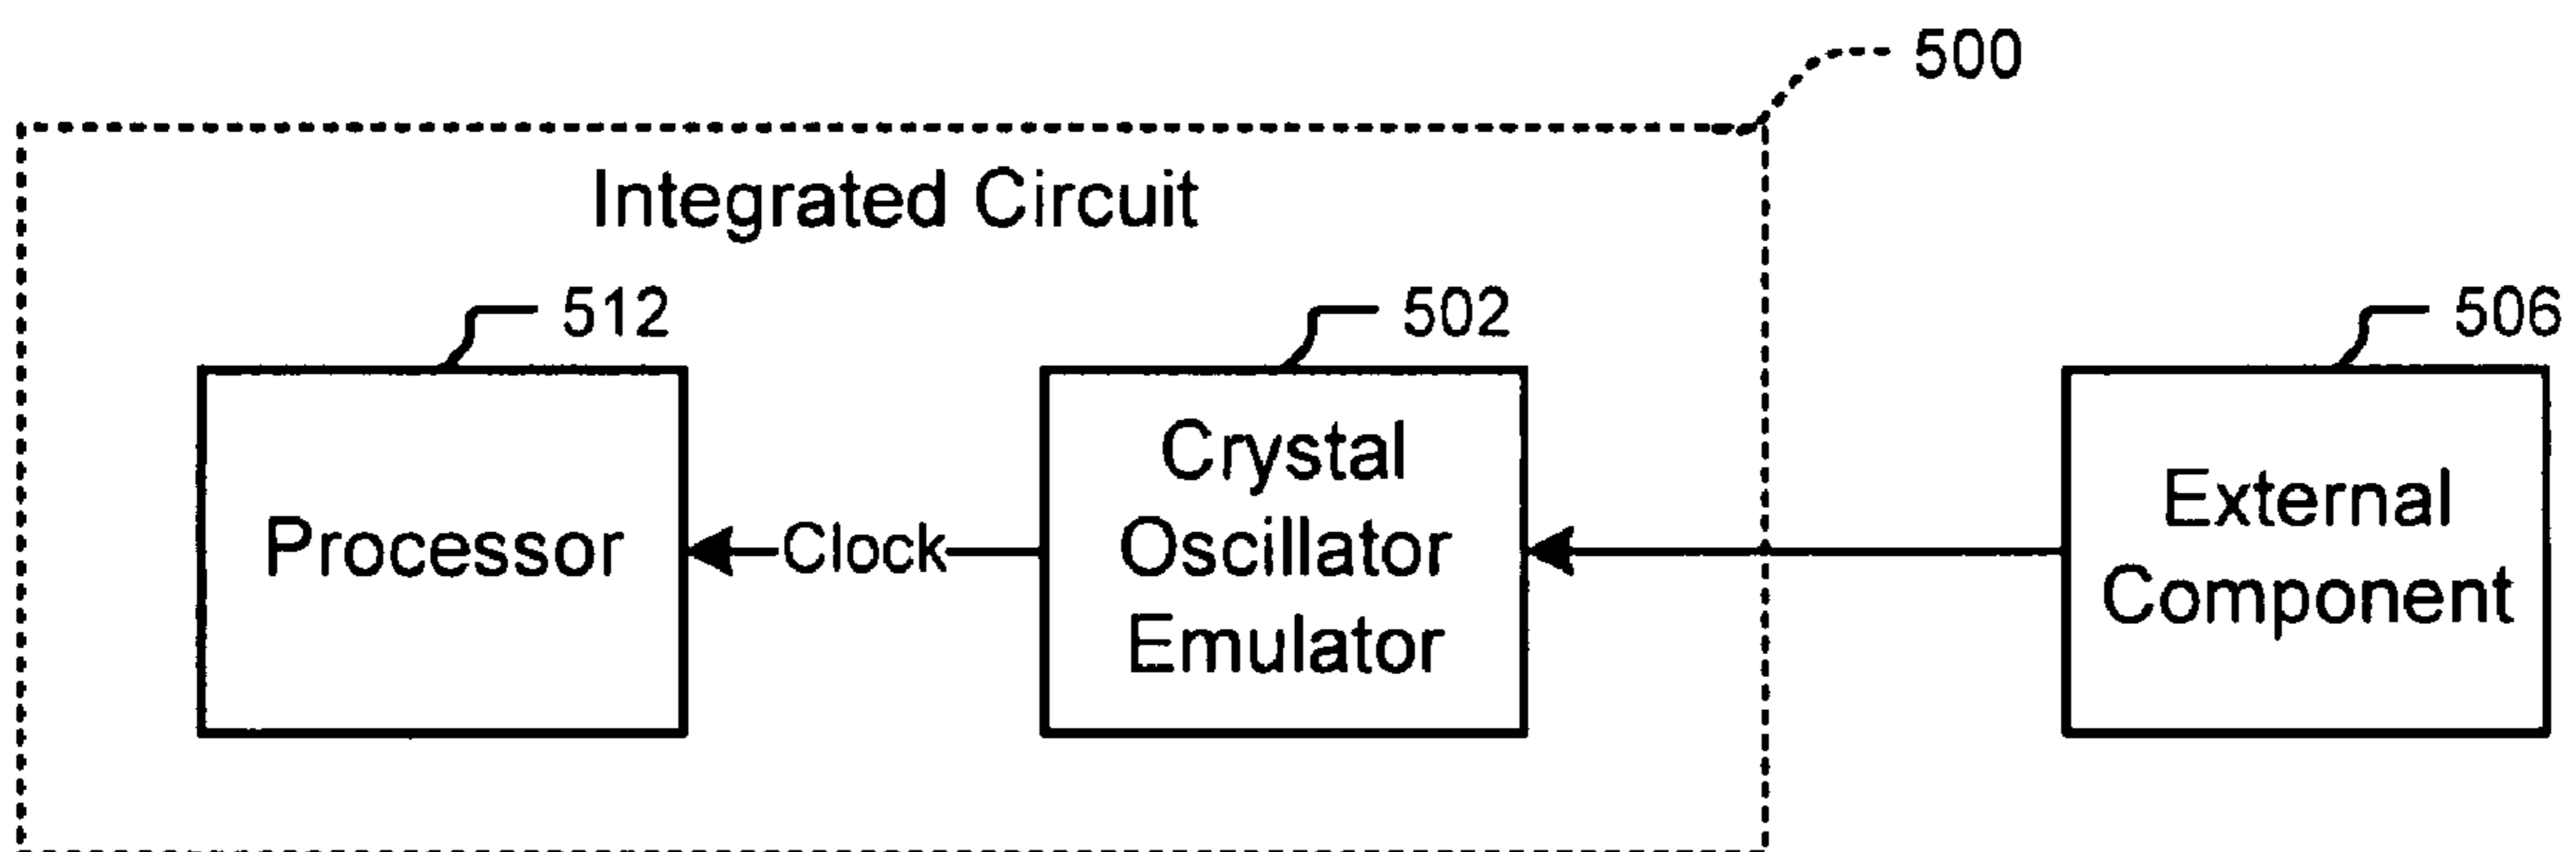 500
Integrated Circuit
512
502
506
Processor
Clock
Crystal
Oscillator
Emulator
External
Component